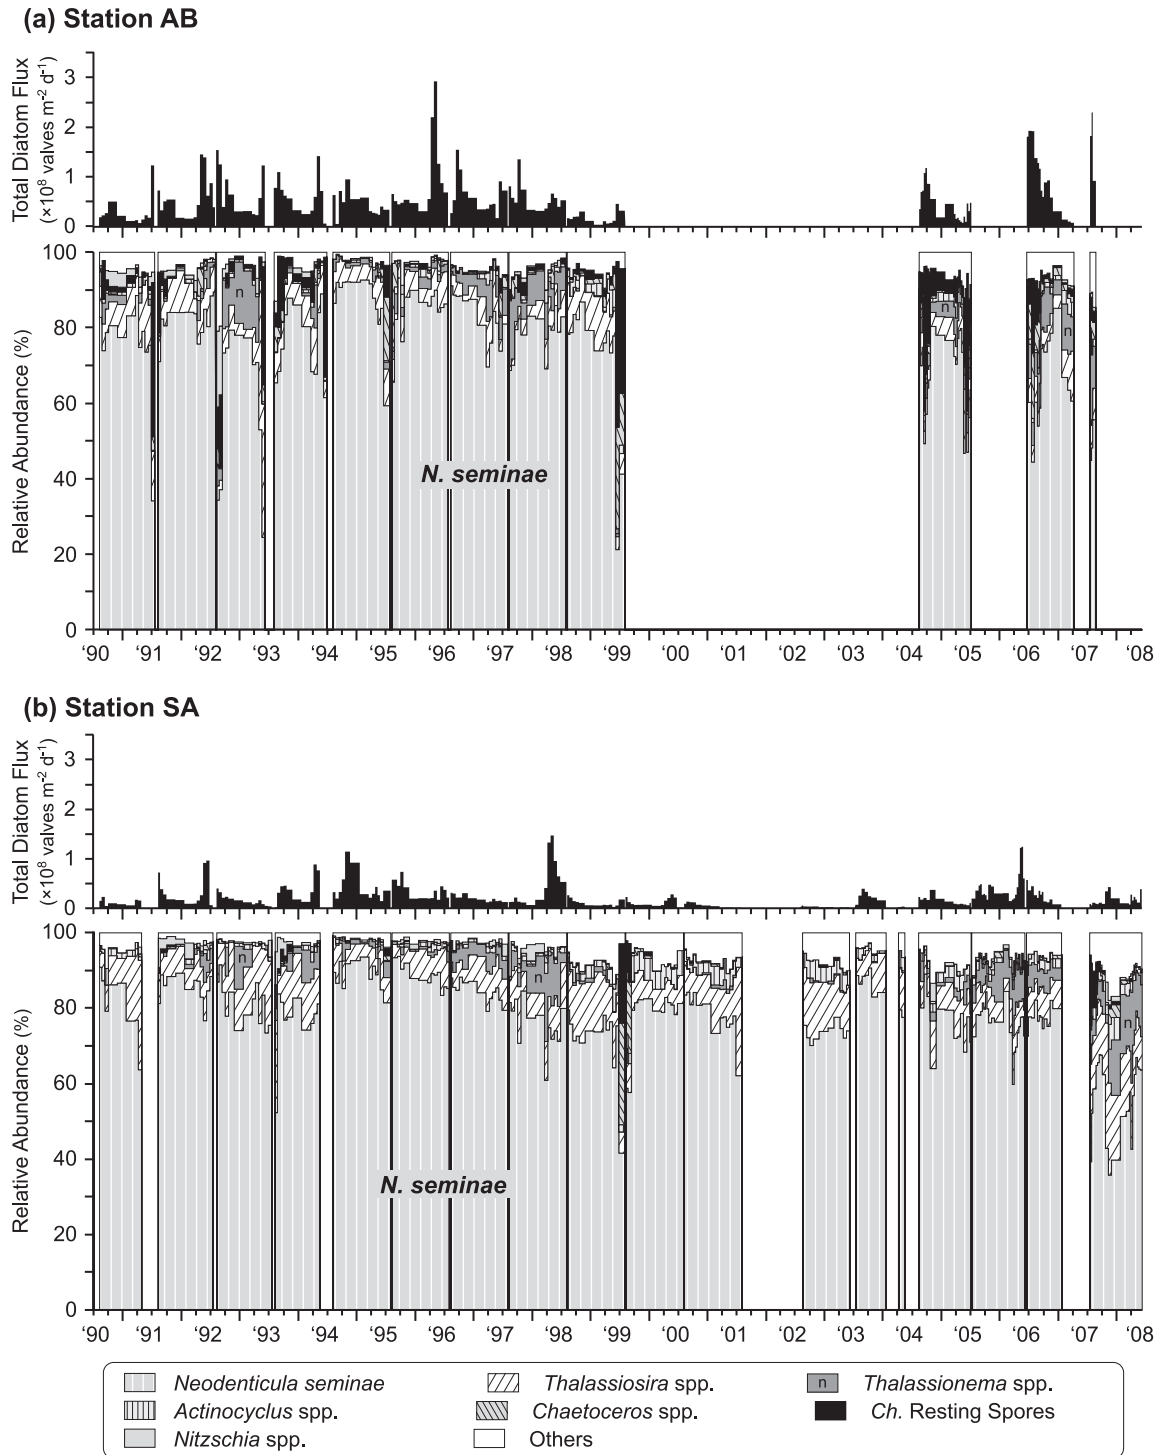 (a) Station AB
Total Diatom Flux
(×10⁸ valves m⁻² d⁻¹)
3
2
1
0
Relative Abundance (%)
100
80
60
40
20
0
n
n
n
N. seminae
‘90 ‘91 ‘92 ‘93 ‘94 ‘95 ‘96 ‘97 ‘98 ‘99 ‘00 ‘01 ‘02 ‘03 ‘04 ‘05 ‘06 ‘07 ‘08
(b) Station SA
Total Diatom Flux
(×10⁸ valves m⁻² d⁻¹)
3
2
1
0
Relative Abundance (%)
100
80
60
40
20
0
n
n
n
n
N. seminae
‘90 ‘91 ‘92 ‘93 ‘94 ‘95 ‘96 ‘97 ‘98 ‘99 ‘00 ‘01 ‘02 ‘03 ‘04 ‘05 ‘06 ‘07 ‘08
Neodenticula seminae Thalassiosira spp. n Thalassionema spp.
Actinocyclus spp. Chaetoceros spp. Ch. Resting Spores
Nitzschia spp. Others